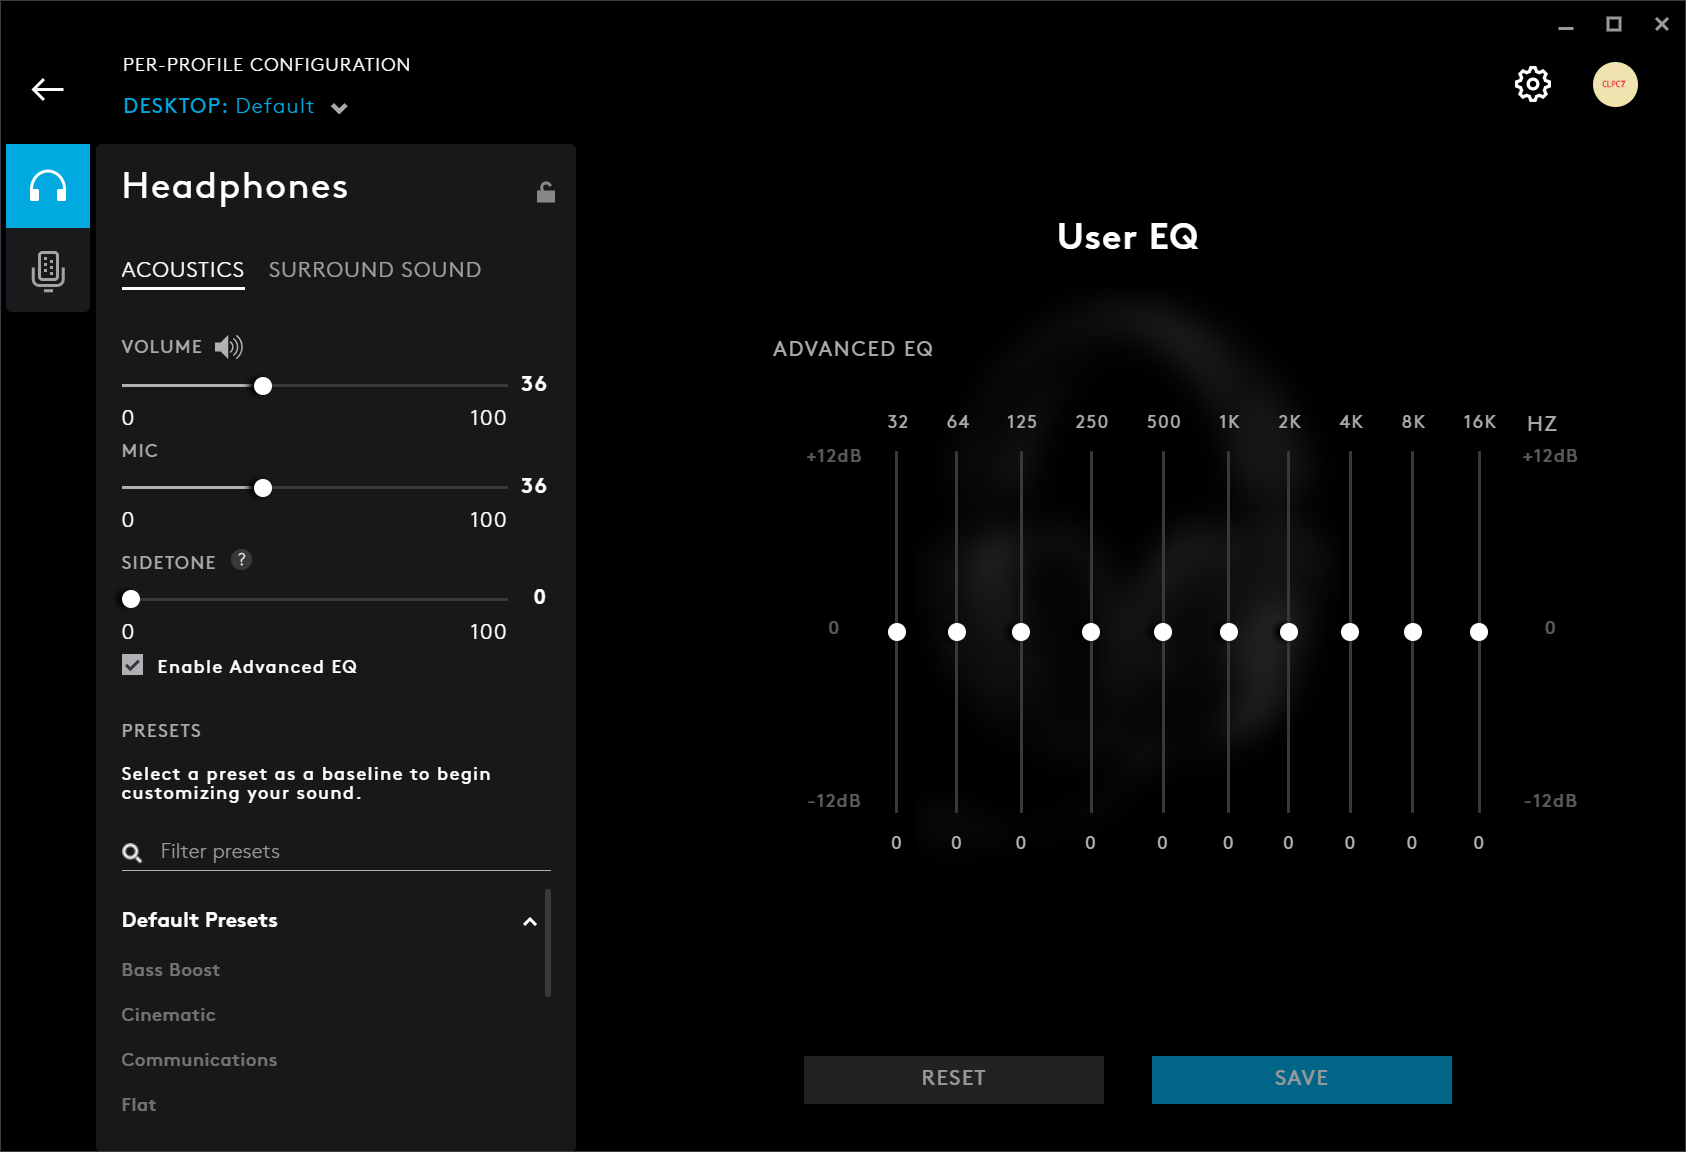 PER-PROFILE CONFIGURATION
DESKTOP: Default
CLPC7
Headphones
ACOUSTICS SURROUND SOUND
VOLUME
36
0 100
MIC
36
0 100
SIDETONE ?
0
0 100
Enable Advanced EQ
PRESETS
Select a preset as a baseline to begin
customizing your sound.
Filter presets
Default Presets
Bass Boost
Cinematic
Communications
Flat
User EQ
ADVANCED EQ
32 64 125 250 500 1K 2K 4K 8K 16K HZ
+12dB +12dB
0 0
-12dB -12dB
0 0 0 0 0 0 0 0 0 0
RESET SAVE